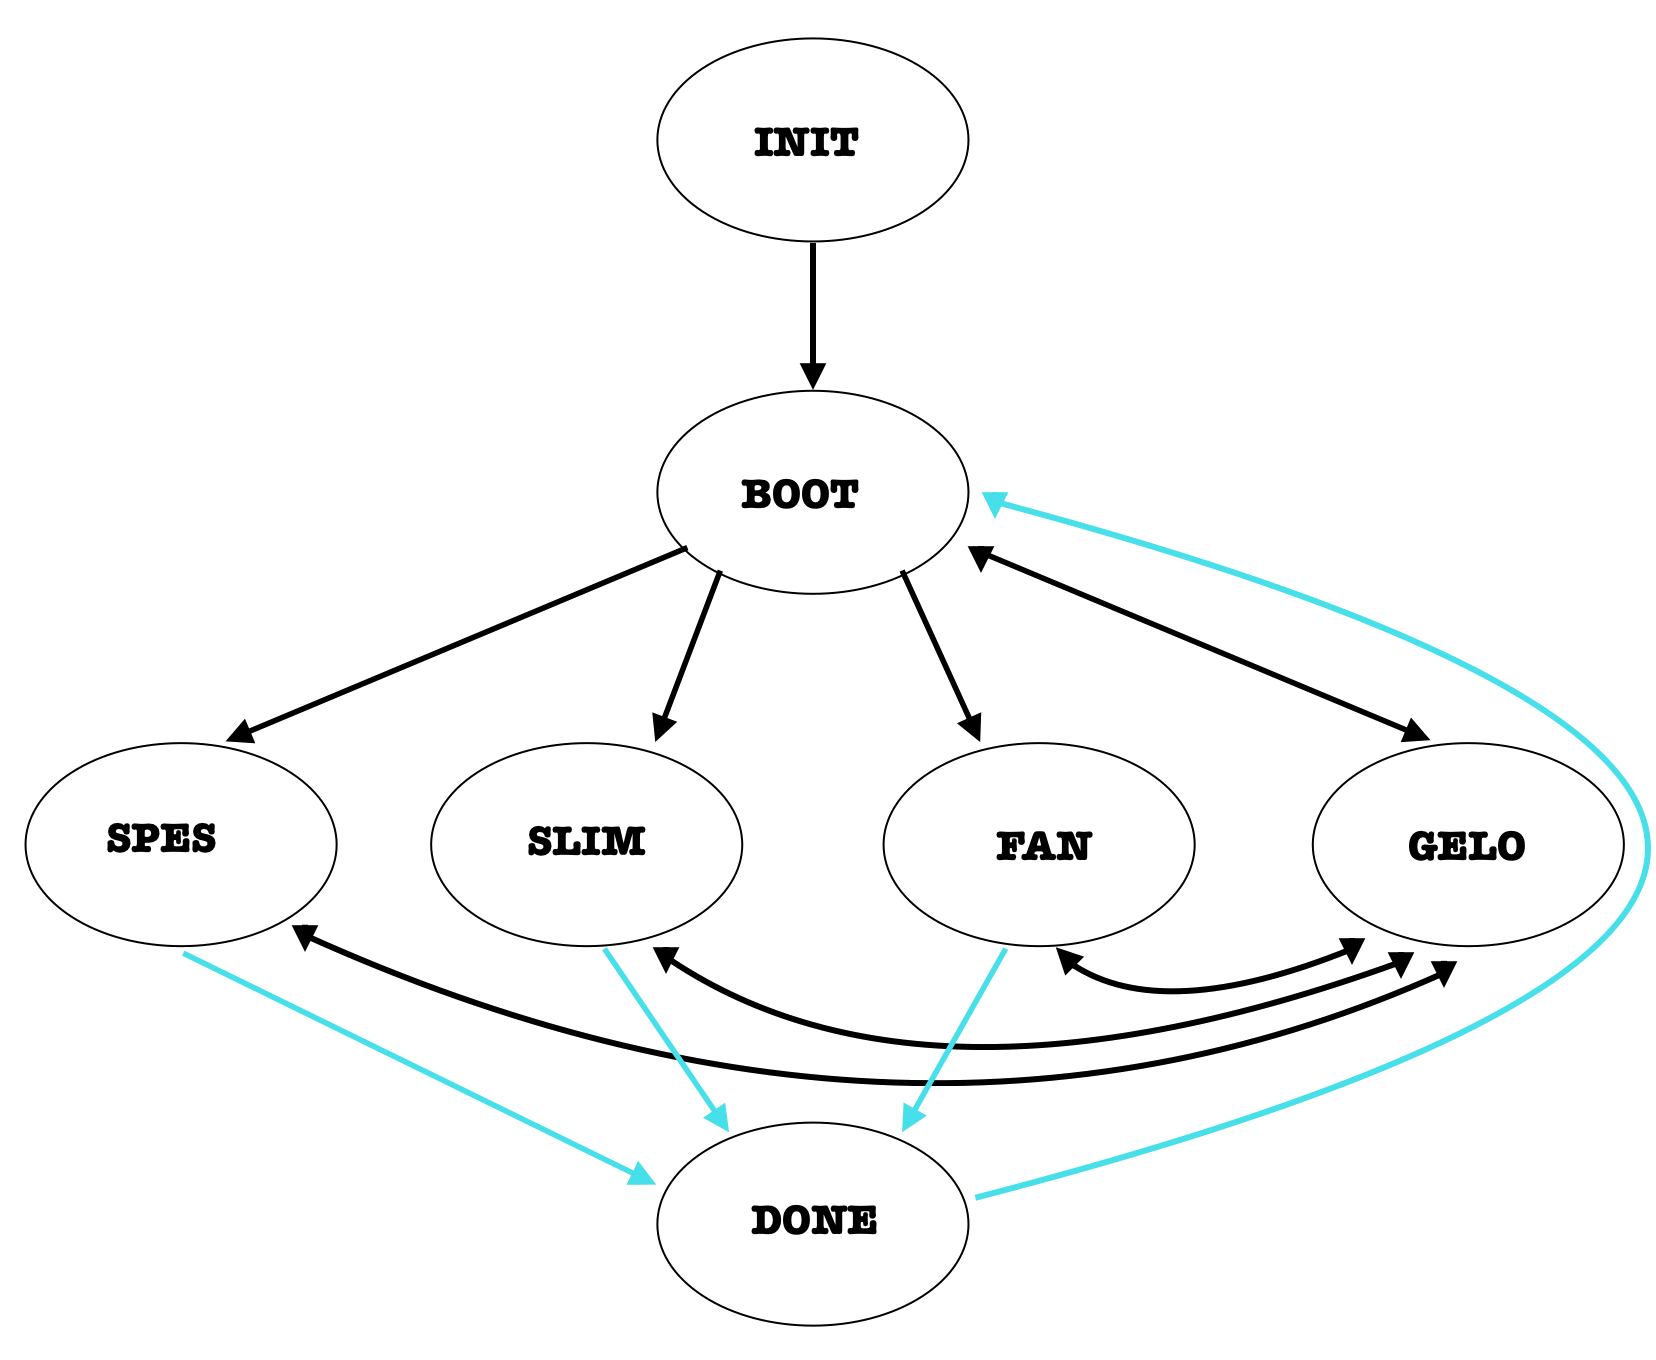 INIT
BOOT
SPES
SLIM
FAN
GELO
DONE